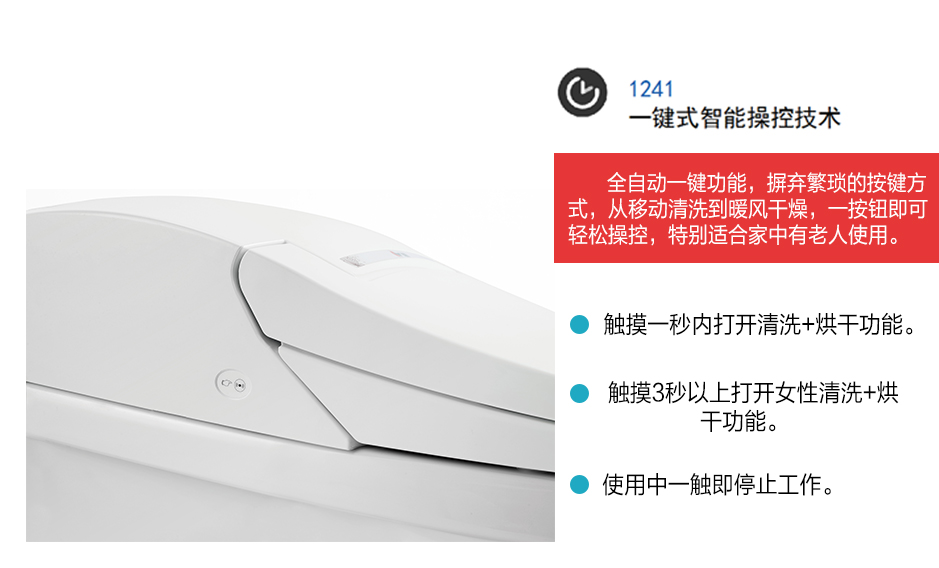 1241
一键式智能操控技术
全自动一键功能，摒弃繁琐的按键方
式，从移动清洗到暖风干燥，一按钮即可
轻松操控，特别适合家中有老人使用。
触摸一秒内打开清洗+烘干功能。
触摸3秒以上打开女性清洗+烘
干功能。
使用中一触即停止工作。